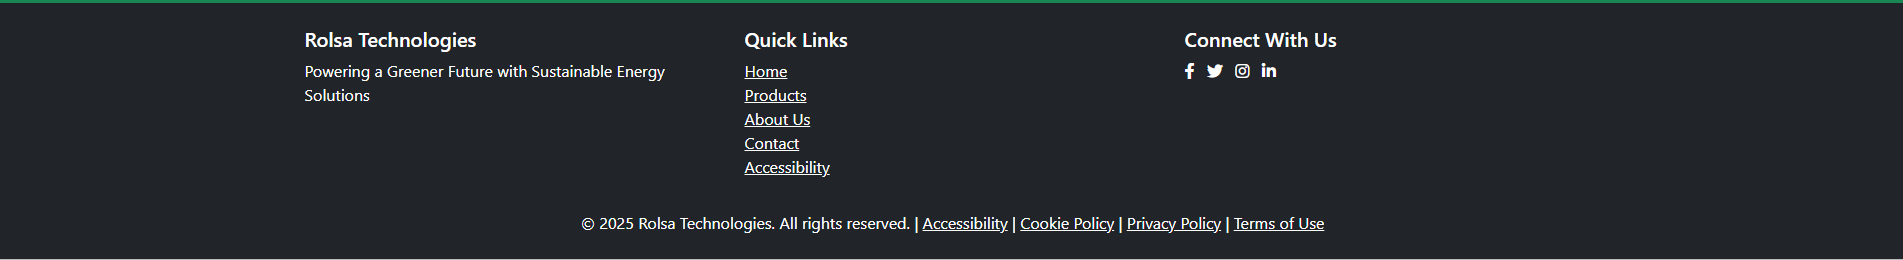 Rolsa Technologies
Powering a Greener Future with Sustainable Energy
Solutions
Quick Links
Home
Products
About Us
Contact
Accessibility
Connect With Us
© 2025 Rolsa Technologies. All rights reserved. | Accessibility | Cookie Policy | Privacy Policy | Terms of Use